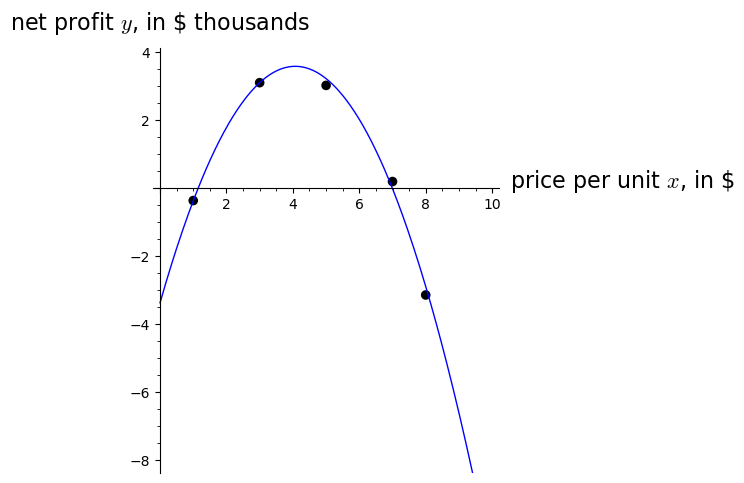 net profit y, in $ thousands
4
2
price per unit x, in $
2 4 6 8 10
−2
−4
−6
−8